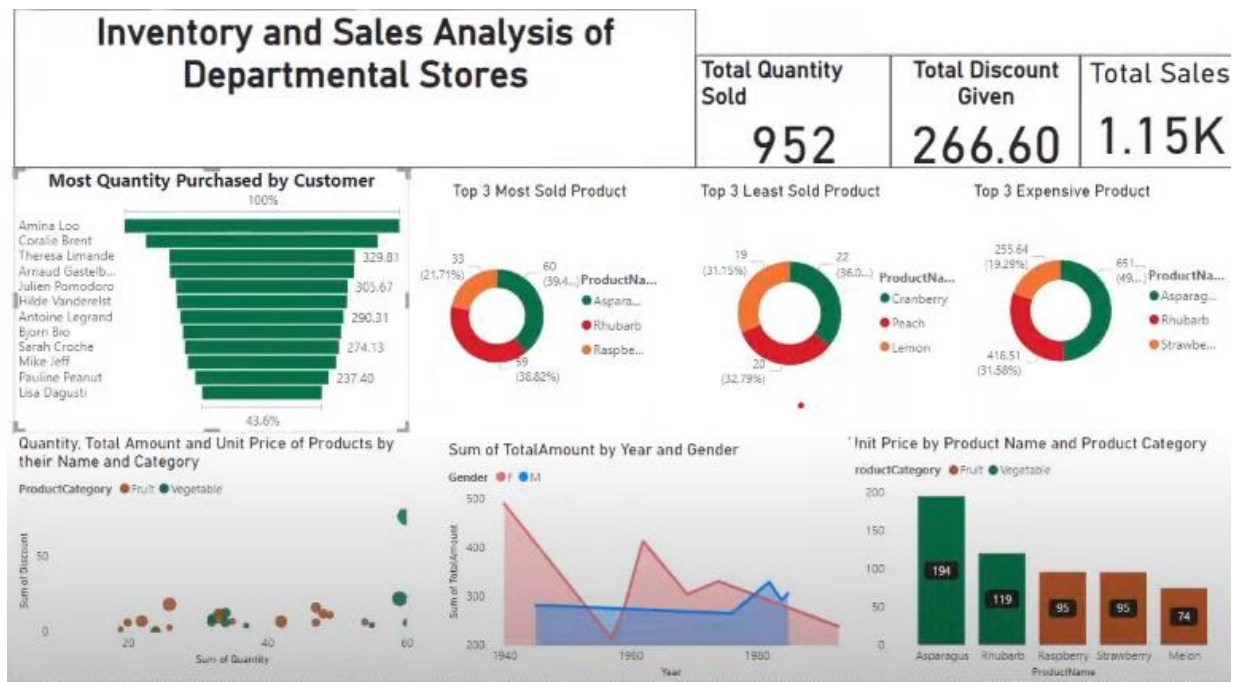 Inventory and Sales Analysis of
Departmental Stores
Total Quantity
Sold
952
Total Discount
Given
266.60
Total Sales
1.15K
Most Quantity Purchased by Customer
100%
Amina Loo
Coralie Brent
Theresa Limande
329.81
Arnaud Gastelb...
Julien Pomodoro
305.67
Hilde Vanderelst
Antoine Legrand
290.31
Bjorn Bio
Sarah Croche
274.13
Mike Jeff
Pauline Peanut
237.40
Lisa Dagusti
43.6%
Top 3 Most Sold Product
33
(21.71%)
60
(39.4...)
59
(38.82%)
ProductNa...
Aspara...
Rhubarb
Raspbe...
Top 3 Least Sold Product
19
(31.15%)
22
(36.0...)
20
(32.79%)
ProductNa...
Cranberry
Peach
Lemon
Top 3 Expensive Product
255.64
(19.29%)
651....
(49....)
418.51
(31.58%)
ProductNa...
Asparag...
Rhubarb
Strawbe...
Quantity, Total Amount and Unit Price of Products by
their Name and Category
ProductCategory Fruit Vegetable
Sum of Discount
50
0
20 40 60
Sum of Quantity
Sum of TotalAmount by Year and Gender
Gender F M
Sum of TotalAmount
500
400
300
200
1940 1960 1980
Year
Unit Price by Product Name and Product Category
roductCategory Fruit Vegetable
200
150
100
50
0
194
119
95
95
74
Asparagus Rhubarb Raspberry Strawberry Melon
ProductName